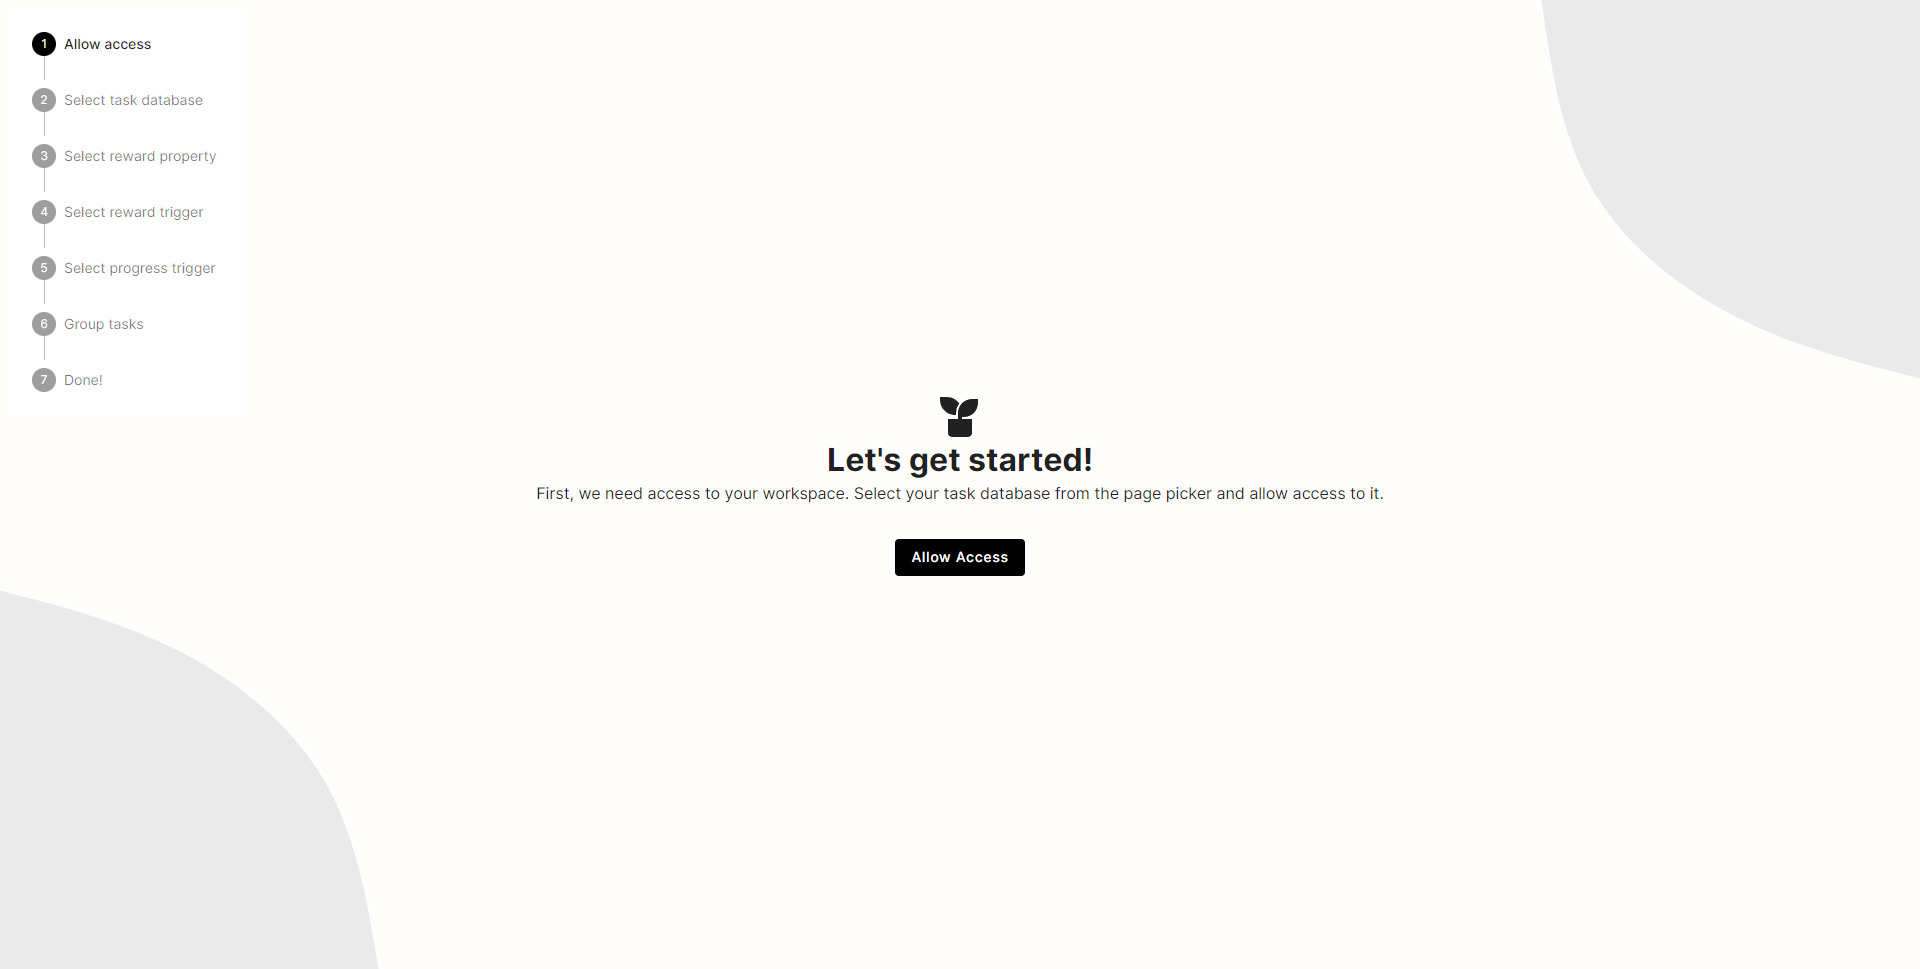 1 Allow access
2 Select task database
3 Select reward property
4 Select reward trigger
5 Select progress trigger
6 Group tasks
7 Done!
Let's get started!
First, we need access to your workspace. Select your task database from the page picker and allow access to it.
Allow Access